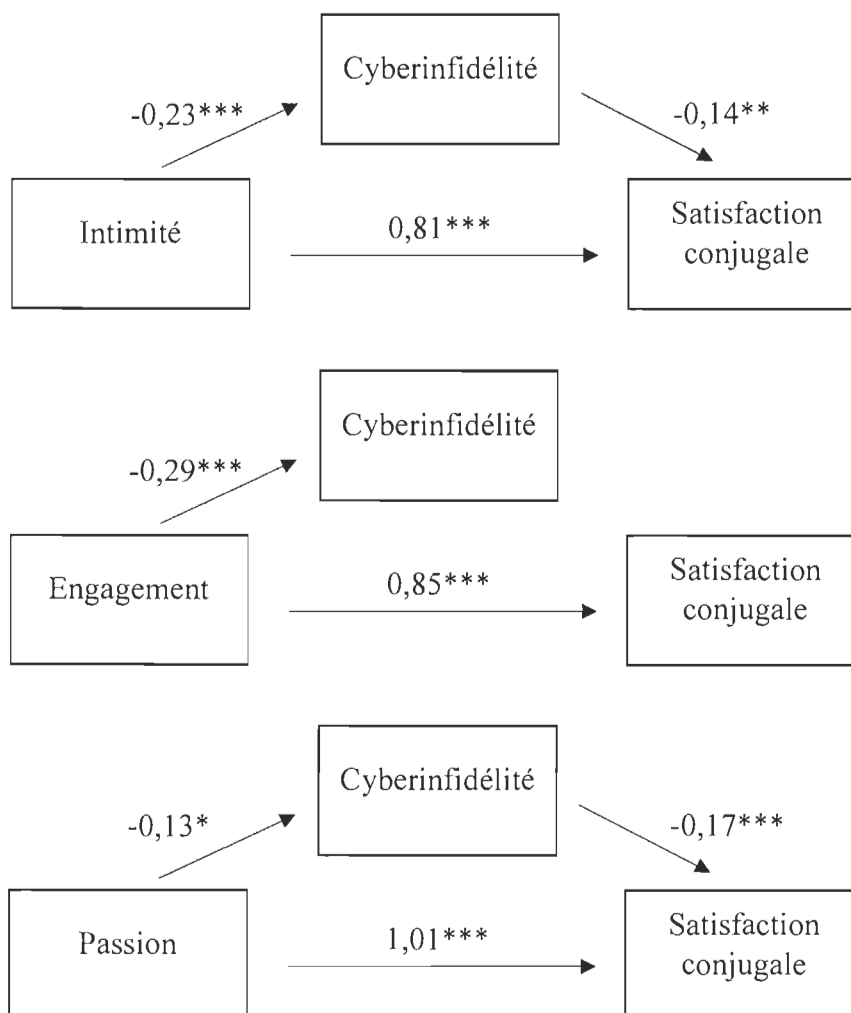 Cyberinfidélité
-0,23***
-0,14**
Intimité
0,81***
Satisfaction
conjugale
Cyberinfidélité
-0,29***
Engagement
0,85***
Satisfaction
conjugale
Cyberinfidélité
-0,13*
-0,17***
Passion
1,01***
Satisfaction
conjugale